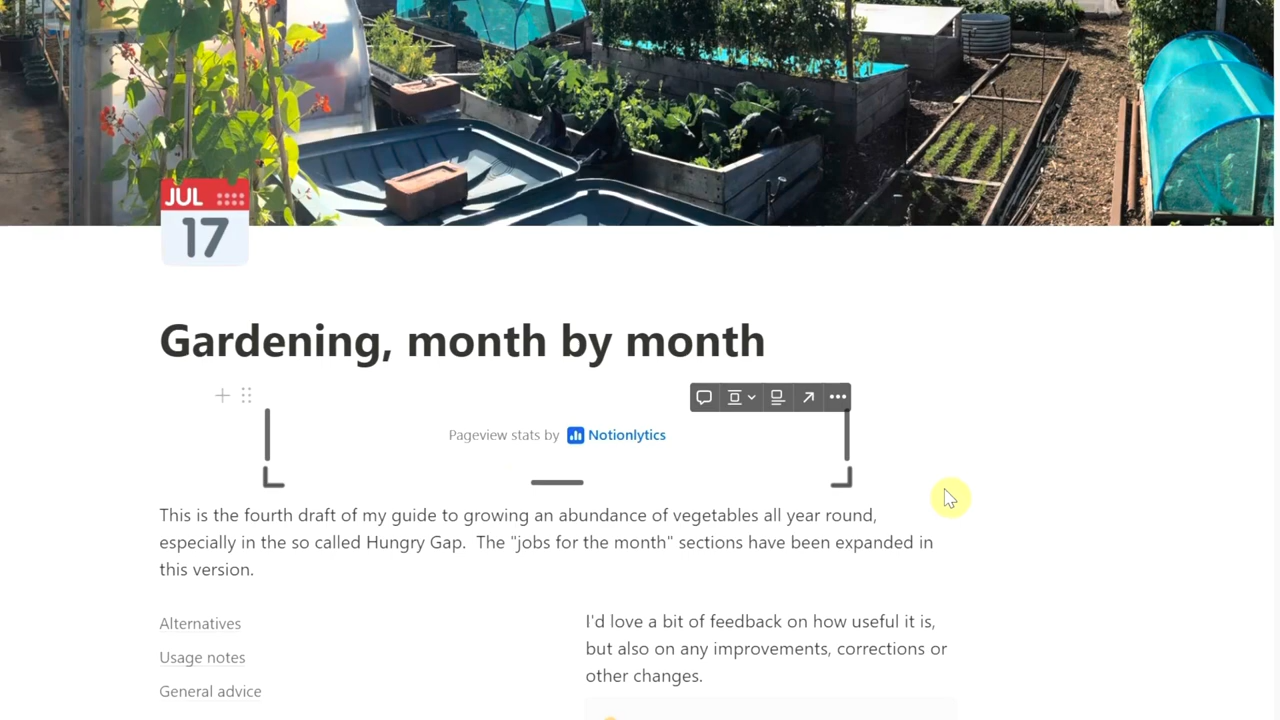 JUL
17
Gardening, month by month
Pageview stats by Notionlytics
This is the fourth draft of my guide to growing an abundance of vegetables all year round,
especially in the so called Hungry Gap.  The "jobs for the month" sections have been expanded in
this version.
Alternatives
Usage notes
General advice
I'd love a bit of feedback on how useful it is,
but also on any improvements, corrections or
other changes.